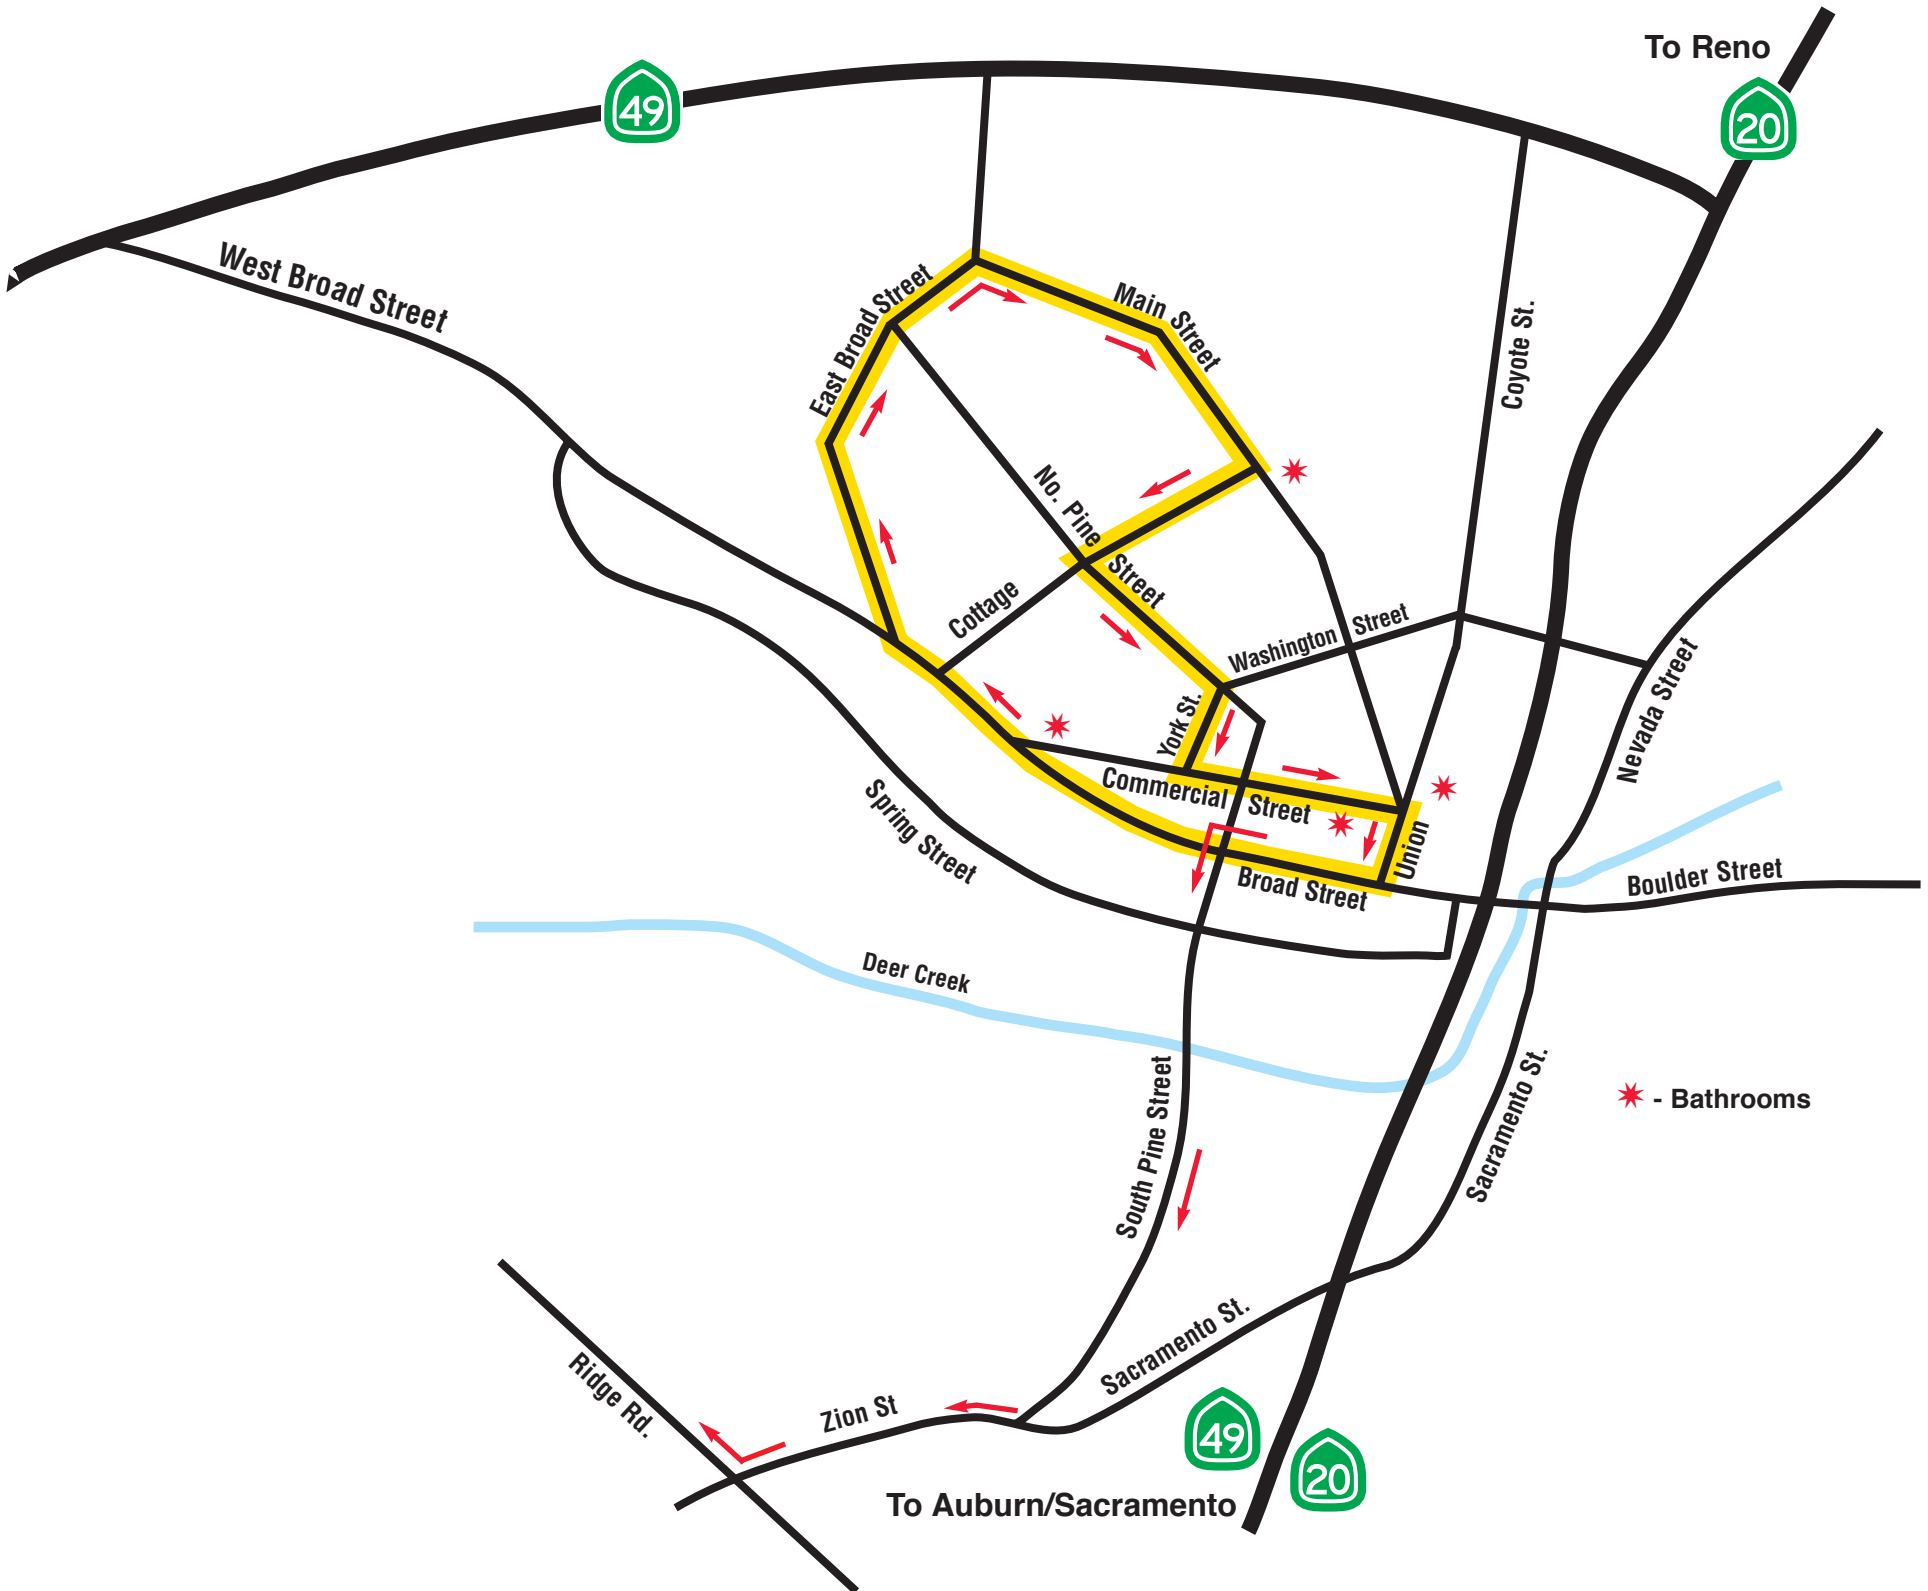 To Reno
49
20
West Broad Street
East Broad Street
Main Street
Coyote St.
No. Pine Street
Cottage
Washington Street
York St.
Nevada Street
Commercial Street
Spring Street
Union
Broad Street
Boulder Street
Deer Creek
South Pine Street
Sacramento St.
- Bathrooms
Sacramento St.
Ridge Rd.
Zion St
49
20
To Auburn/Sacramento